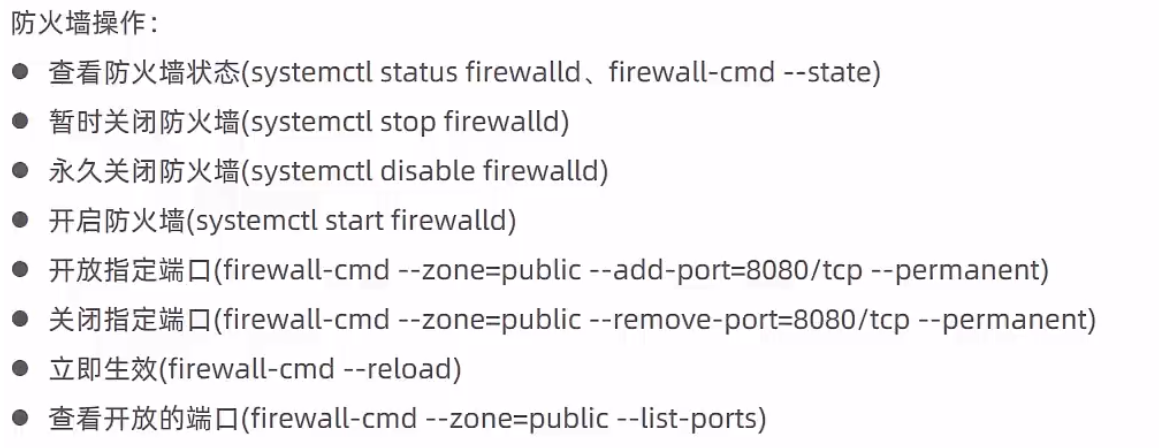 防火墙操作：
● 查看防火墙状态(systemctl status firewalld、firewall-cmd --state)
● 暂时关闭防火墙(systemctl stop firewalld)
● 永久关闭防火墙(systemctl disable firewalld)
● 开启防火墙(systemctl start firewalld)
● 开放指定端口(firewall-cmd --zone=public --add-port=8080/tcp --permanent)
● 关闭指定端口(firewall-cmd --zone=public --remove-port=8080/tcp --permanent)
● 立即生效(firewall-cmd --reload)
● 查看开放的端口(firewall-cmd --zone=public --list-ports)